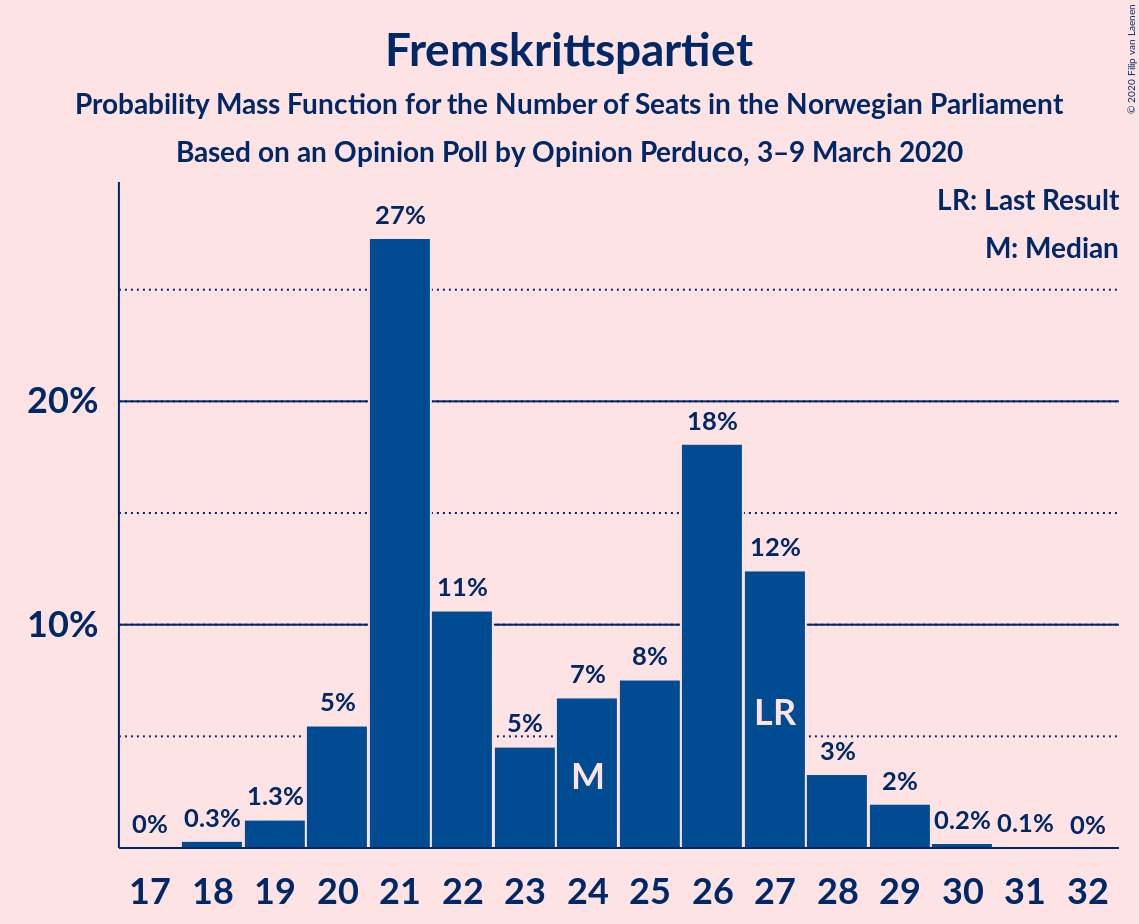 Fremskrittspartiet
Probability Mass Function for the Number of Seats in the Norwegian Parliament
Based on an Opinion Poll by Opinion Perduco, 3–9 March 2020
© 2020 Filip van Laenen
LR: Last Result
M: Median
27%
20%
18%
12%
11%
10%
8%
7%
LR
5%
5%
3%
M
2%
1.3%
0%
0.3%
0.2%
0.1%
0%
17 18 19 20 21 22 23 24 25 26 27 28 29 30 31 32